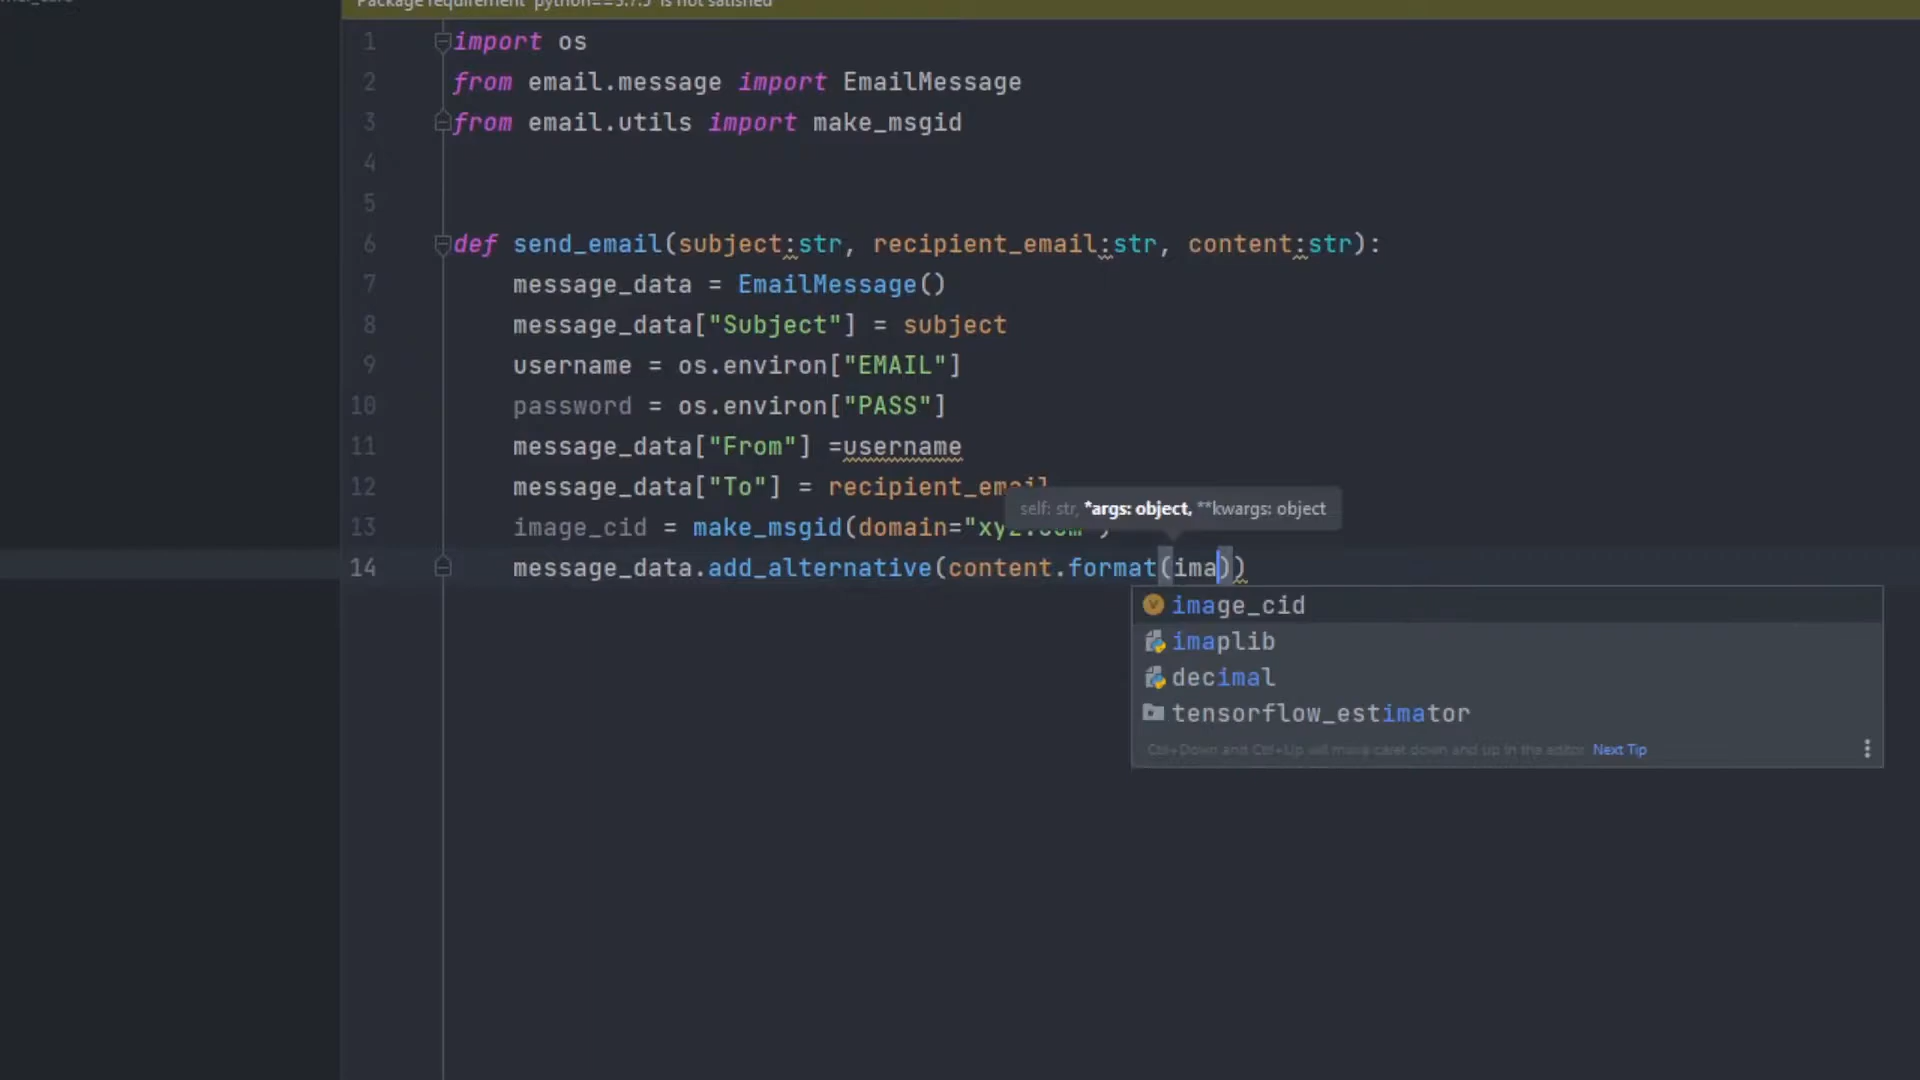 Package requirement 'python==3.7.5' is not satisfied
1 import os
2 from email.message import EmailMessage
3 from email.utils import make_msgid
4
5
6 def send_email(subject:str, recipient_email:str, content:str):
7 message_data = EmailMessage()
8 message_data["Subject"] = subject
9 username = os.environ["EMAIL"]
10 password = os.environ["PASS"]
11 message_data["From"] =username
12 message_data["To"] = recipient_email
self: str, *args: object, **kwargs: object
13 image_cid = make_msgid(domain="xyz.com")
14 message_data.add_alternative(content.format(ima))
image_cid
imaplib
decimal
tensorflow_estimator
Ctrl+Down and Ctrl+Up will move caret down and up in the editor Next Tip